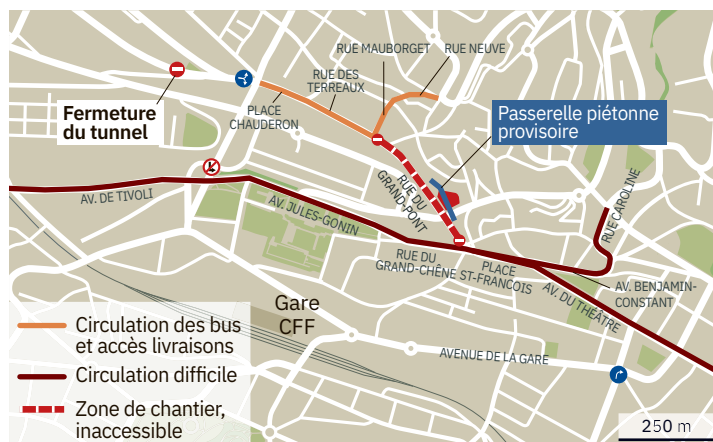 RUE MAUBORGET
RUE NEUVE
RUE DES
TERREAUX
Fermeture
du tunnel
PLACE
CHAUDERON
Passerelle piétonne
provisoire
RUE DU
GRAND-PONT
AV. DE TIVOLI
AV. JULES-GONIN
RUE CAROLINE
RUE DU
GRAND-CHÊNE
PLACE
ST-FRANÇOIS
AV. BENJAMIN-
CONSTANT
AV. DU THÉÂTRE
Gare
CFF
AVENUE DE LA GARE
Circulation des bus
et accès livraisons
Circulation difficile
Zone de chantier,
inaccessible
250 m